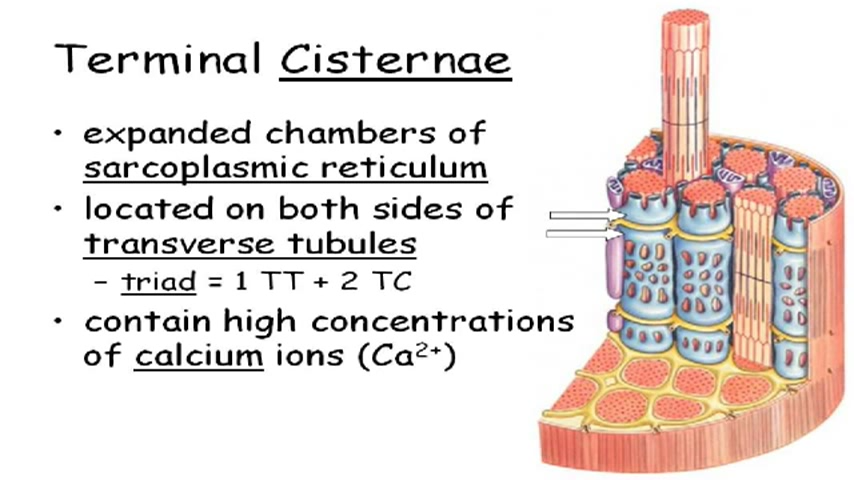 Terminal Cisternae
• expanded chambers of
sarcoplasmic reticulum
• located on both sides of
transverse tubules
– triad = 1 TT + 2 TC
• contain high concentrations
of calcium ions (Ca²⁺)